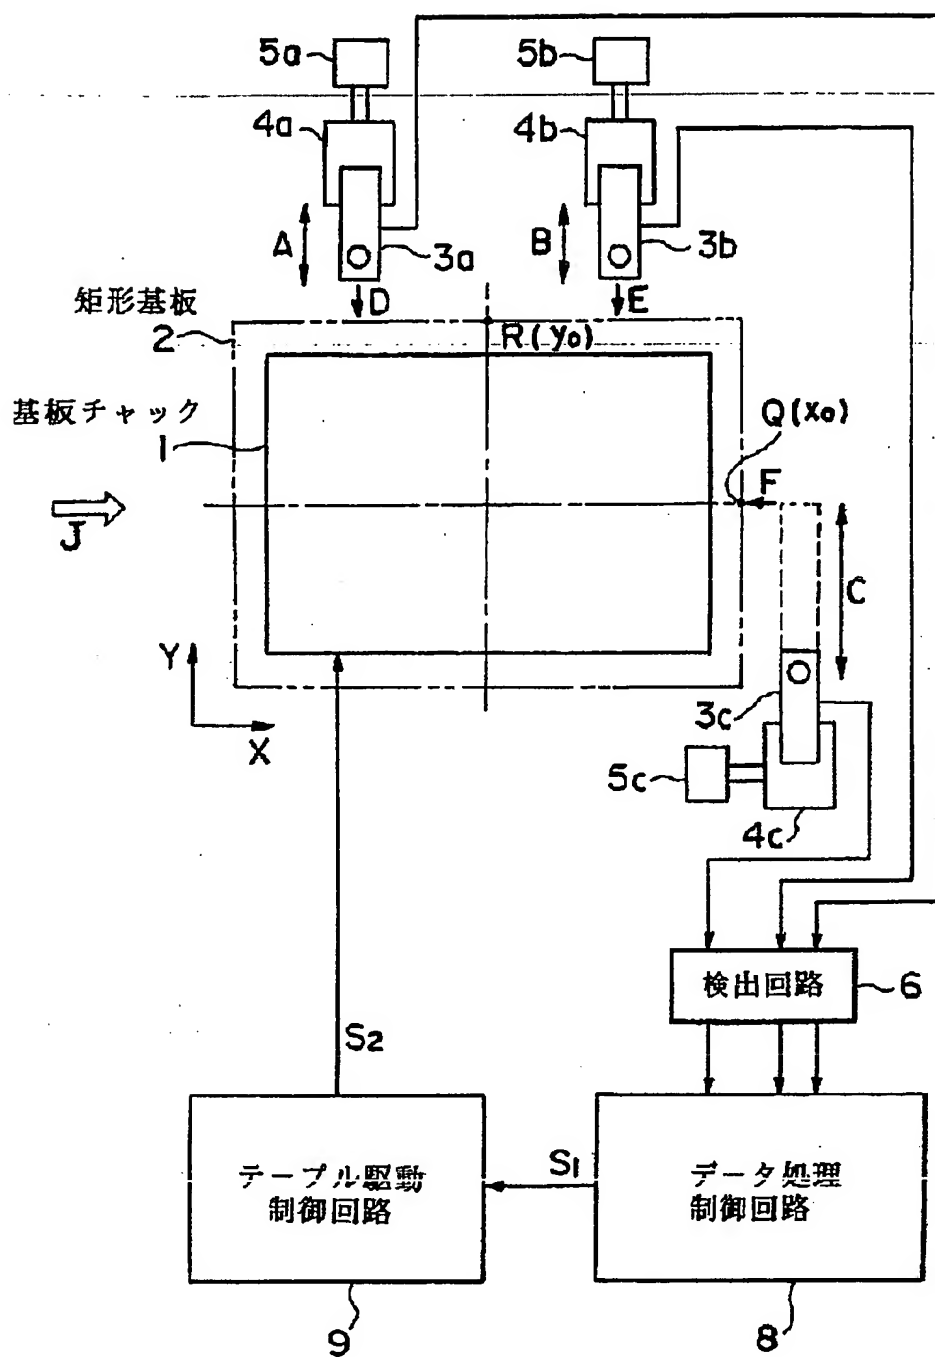 5a
5b
4a
4b
A
3a
B
3b
D
E
矩形基板
2
R(yo)
基板チャック
1
Q(xo)
F
J
C
Y
X
3c
5c
4c
検出回路
6
S2
テーブル駆動
制御回路
S1
データ処理
制御回路
9
8